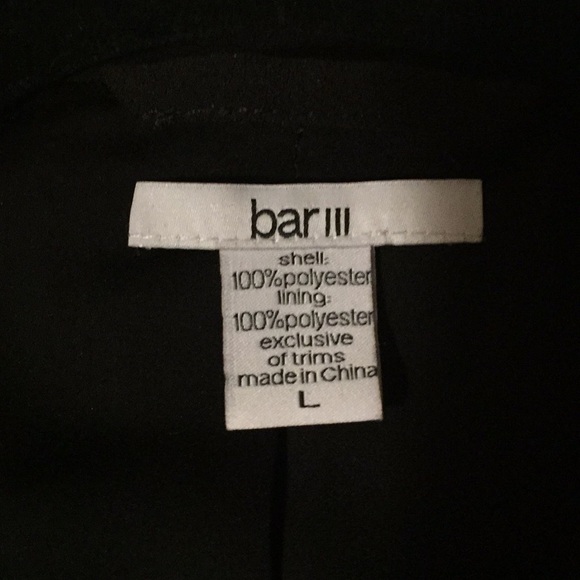 bar III
shell:
100%polyester
lining:
100%polyester
exclusive
of trims
made in China
L